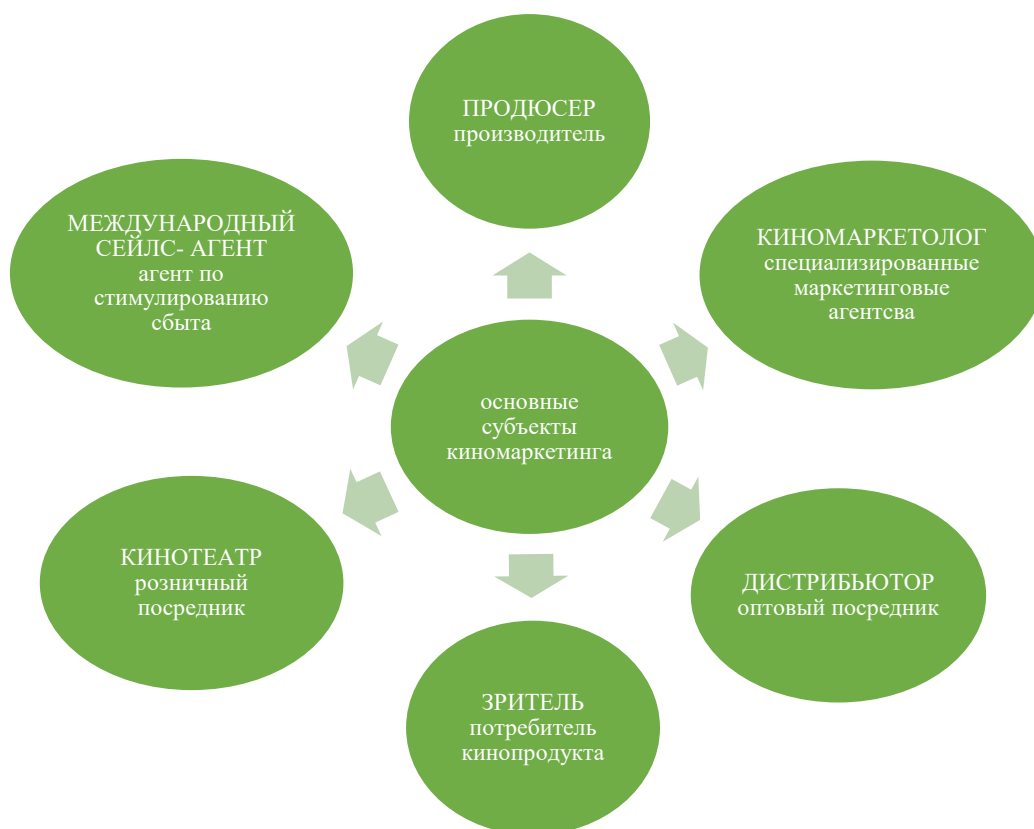 ПРОДЮСЕР
производитель
МЕЖДУНАРОДНЫЙ
СЕЙЛС- АГЕНТ
агент по
стимулированию
сбыта
КИНОМАРКЕТОЛОГ
специализированные
маркетинговые
агентсва
основные
субъекты
киномаркетинга
КИНОТЕАТР
розничный
посредник
ДИСТРИБЬЮТОР
оптовый посредник
ЗРИТЕЛЬ
потребитель
кинопродукта